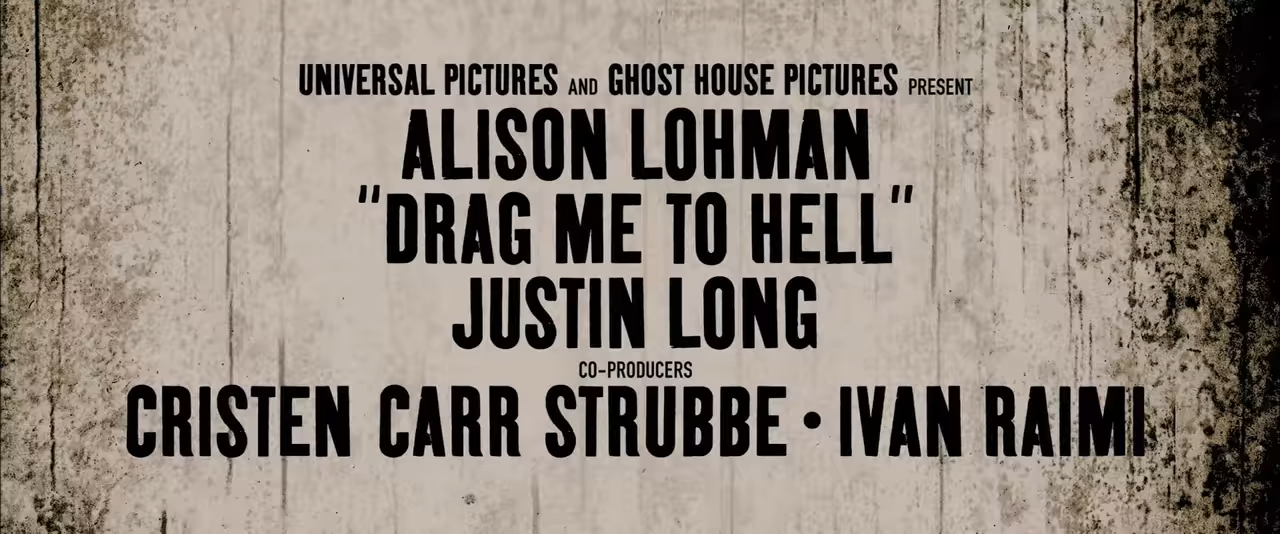 UNIVERSAL PICTURES AND GHOST HOUSE PICTURES PRESENT
ALISON LOHMAN
"DRAG ME TO HELL"
JUSTIN LONG
CO-PRODUCERS
CRISTEN CARR STRUBBE • IVAN RAIMI